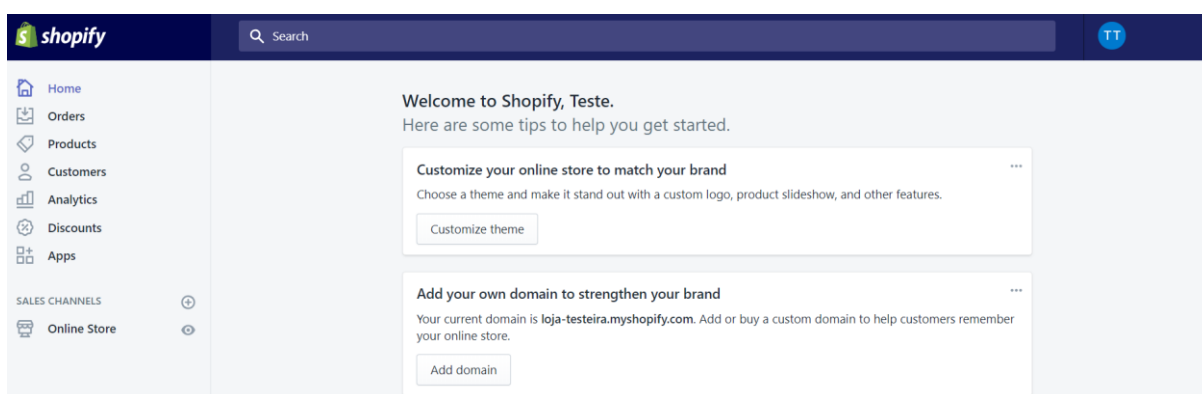 shopify
Search
TT
Home
Orders
Products
Customers
Analytics
Discounts
Apps
SALES CHANNELS
Online Store
Welcome to Shopify, Teste.
Here are some tips to help you get started.
Customize your online store to match your brand
Choose a theme and make it stand out with a custom logo, product slideshow, and other features.
Customize theme
Add your own domain to strengthen your brand
Your current domain is loja-testeira.myshopify.com. Add or buy a custom domain to help customers remember
your online store.
Add domain